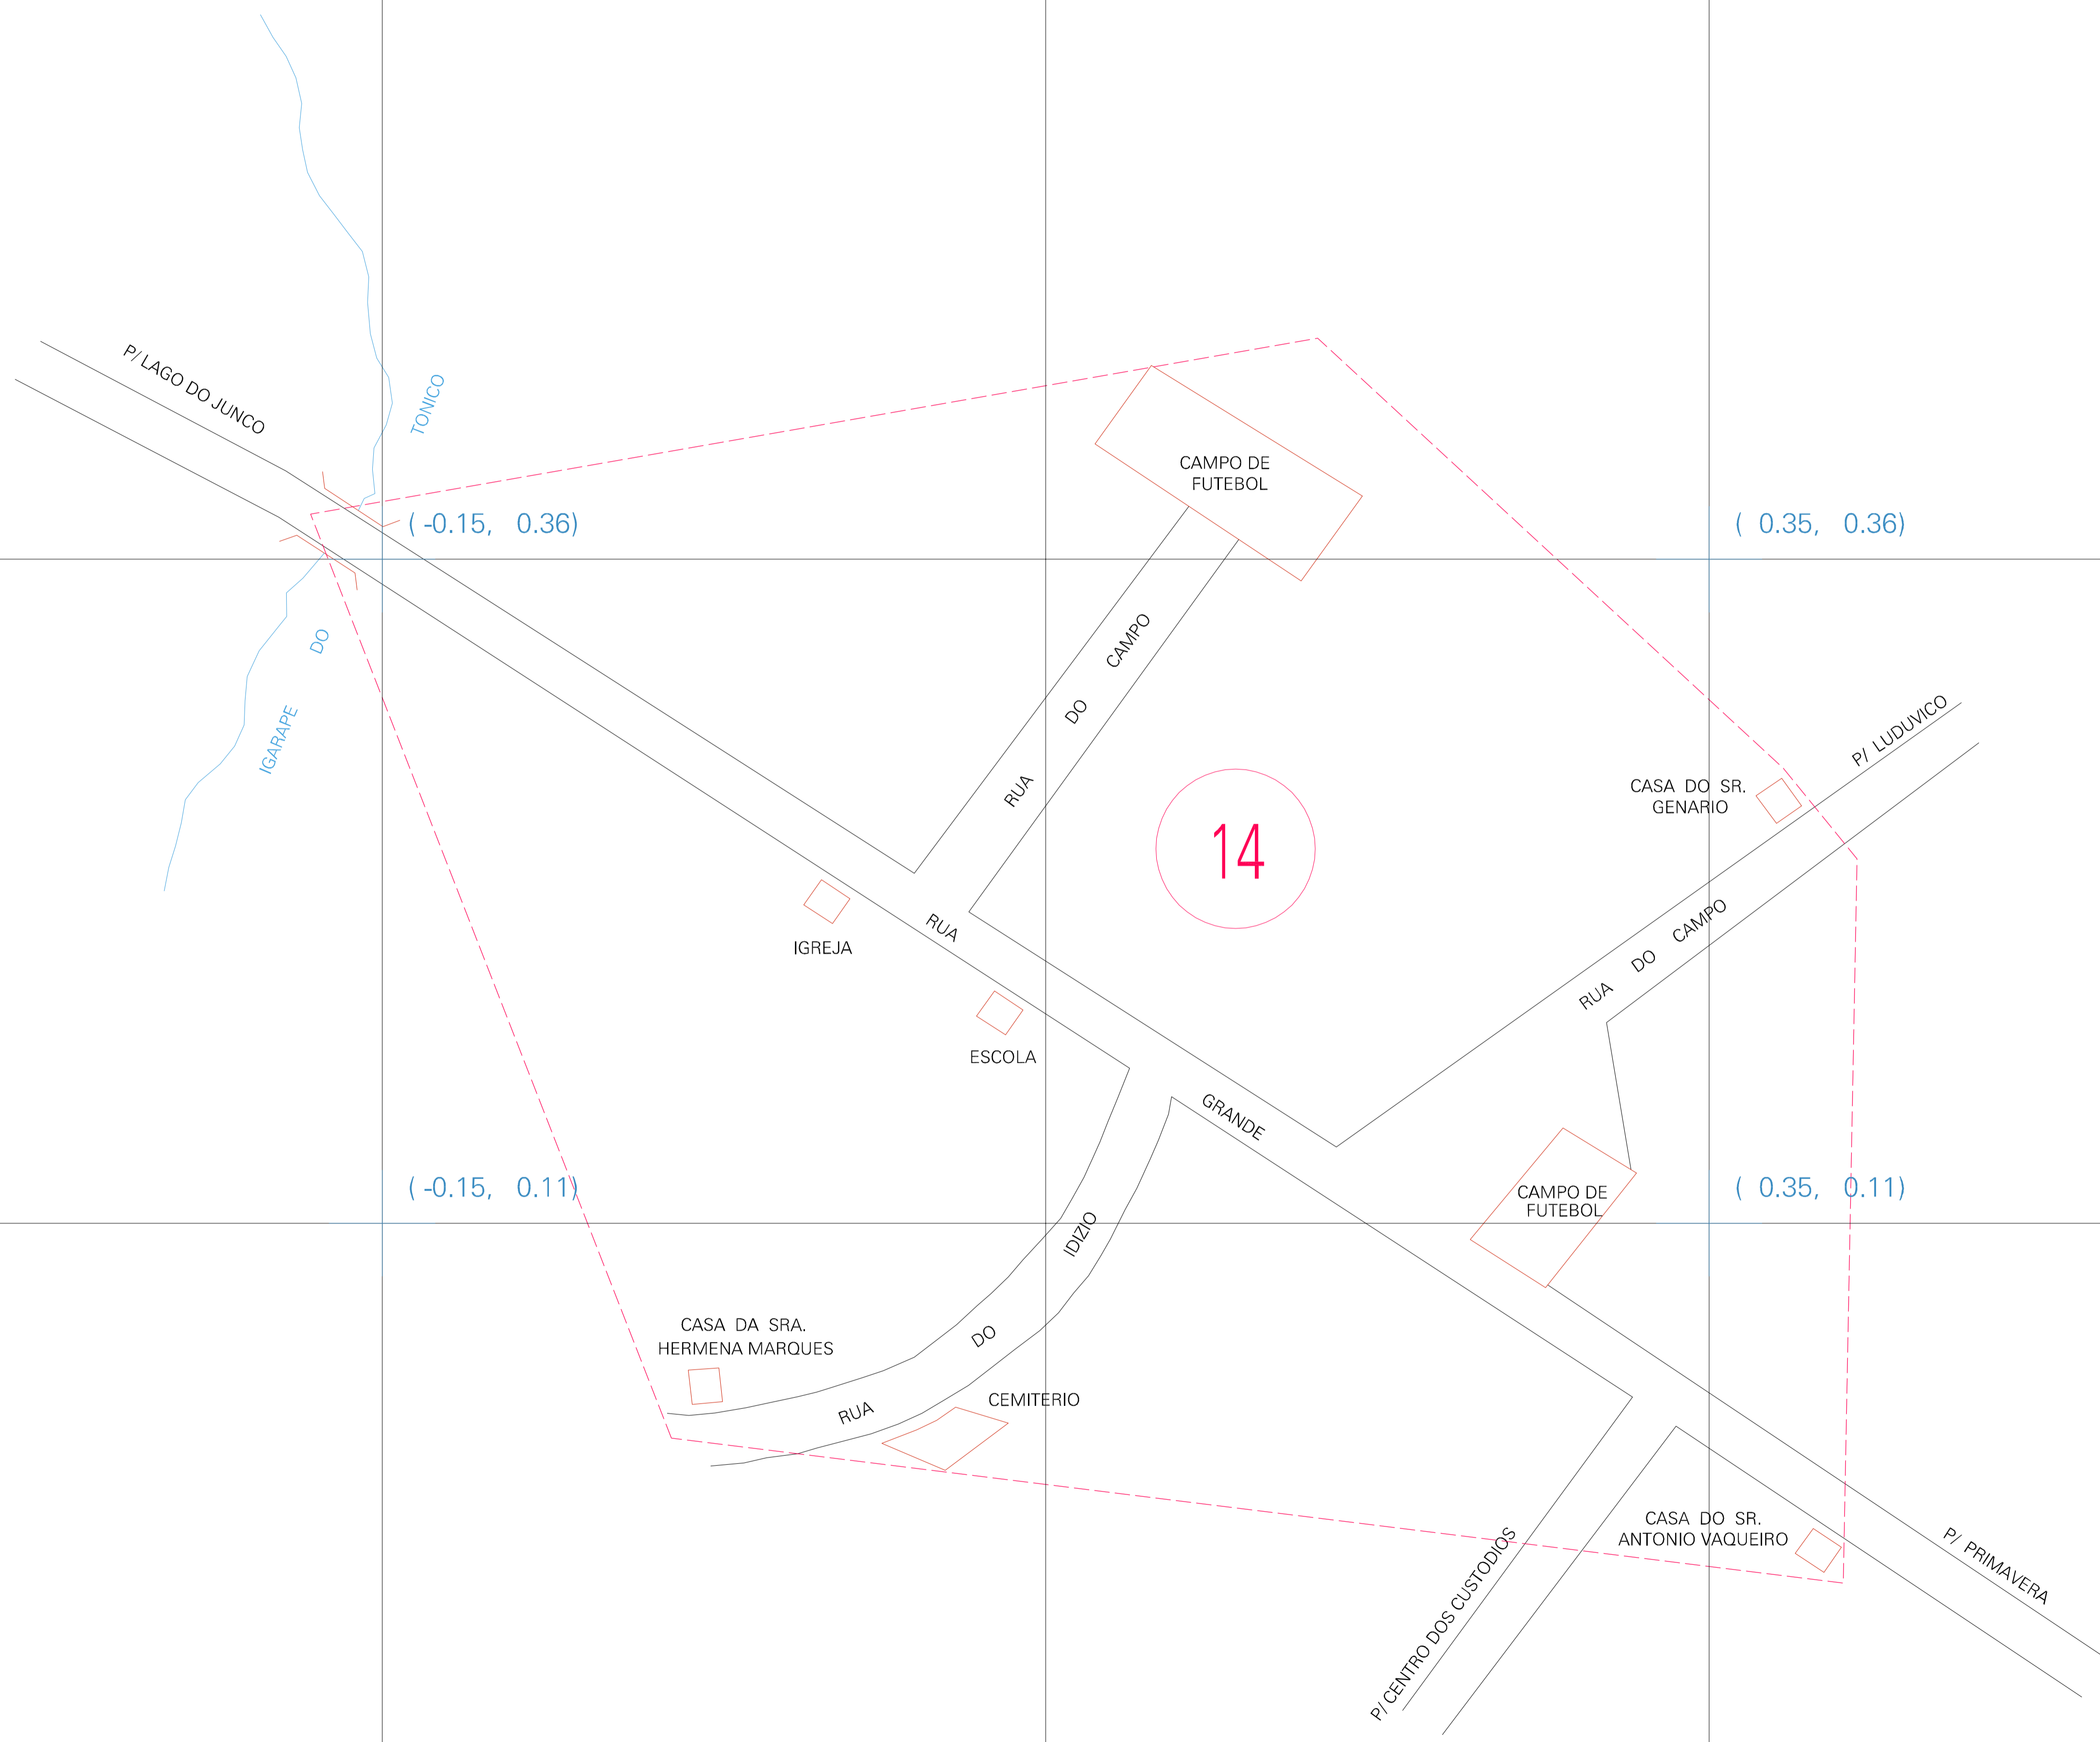 P/ LAGO DO JUNCO
TONICO
DO
IGARAPE
( -0.15, 0.36)
( 0.35, 0.36)
CAMPO DE
FUTEBOL
RUA DO CAMPO
14
P/ LUDUVICO
CASA DO SR.
GENARIO
RUA DO CAMPO
IGREJA
RUA
ESCOLA
GRANDE
( -0.15, 0.11)
( 0.35, 0.11)
CAMPO DE
FUTEBOL
RUA DO IDIZIO
CASA DA SRA.
HERMENA MARQUES
CEMITERIO
CASA DO SR.
ANTONIO VAQUEIRO
P/ CENTRO DOS CUSTODIOS
P/ PRIMAVERA